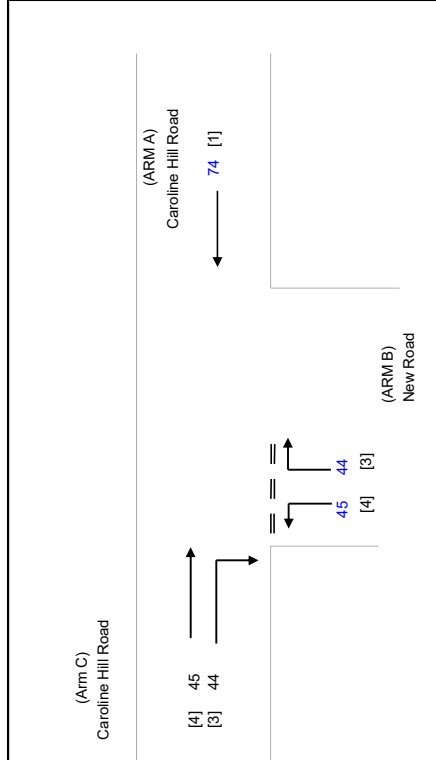 (Arm C)
Caroline Hill Road
[4] 45
[3] 44
(ARM A)
Caroline Hill Road
74 [1]
45
[4]
44
[3]
(ARM B)
New Road